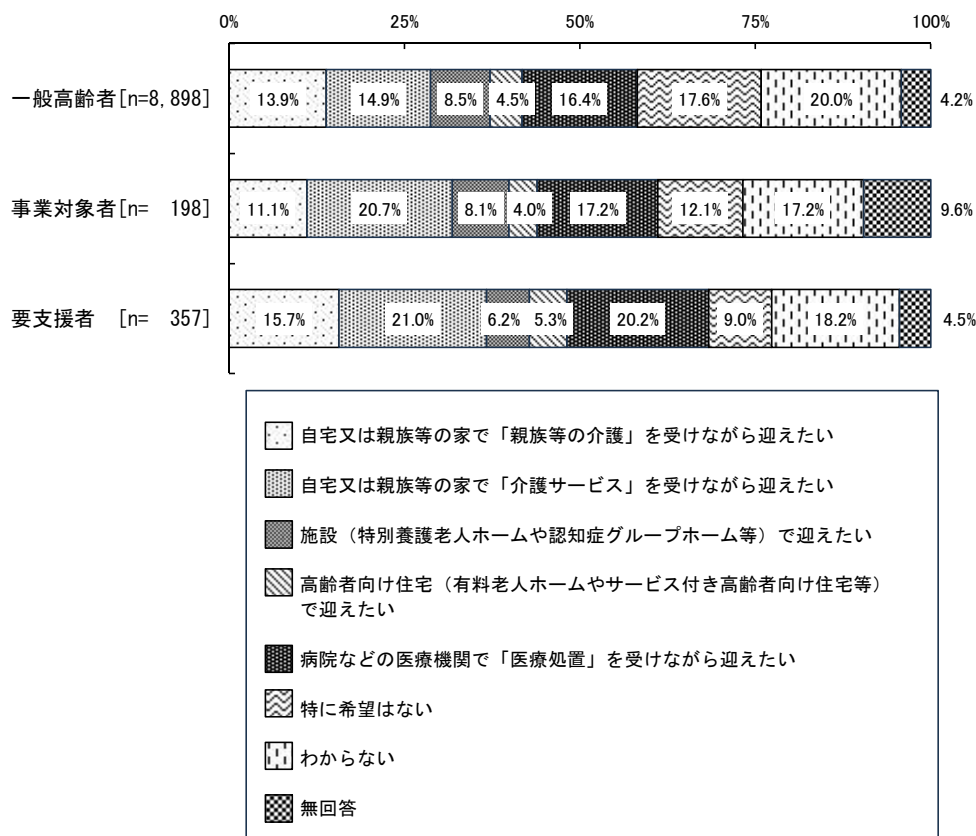 0% 25% 50% 75% 100%
一般高齢者[n=8,898] 13.9% 14.9% 8.5% 4.5% 16.4% 17.6% 20.0% 4.2%
事業対象者[n= 198] 11.1% 20.7% 8.1% 4.0% 17.2% 12.1% 17.2% 9.6%
要支援者 [n= 357] 15.7% 21.0% 6.2% 5.3% 20.2% 9.0% 18.2% 4.5%
自宅又は親族等の家で「親族等の介護」を受けながら迎えたい
自宅又は親族等の家で「介護サービス」を受けながら迎えたい
施設（特別養護老人ホームや認知症グループホーム等）で迎えたい
高齢者向け住宅（有料老人ホームやサービス付き高齢者向け住宅等）
で迎えたい
病院などの医療機関で「医療処置」を受けながら迎えたい
特に希望はない
わからない
無回答